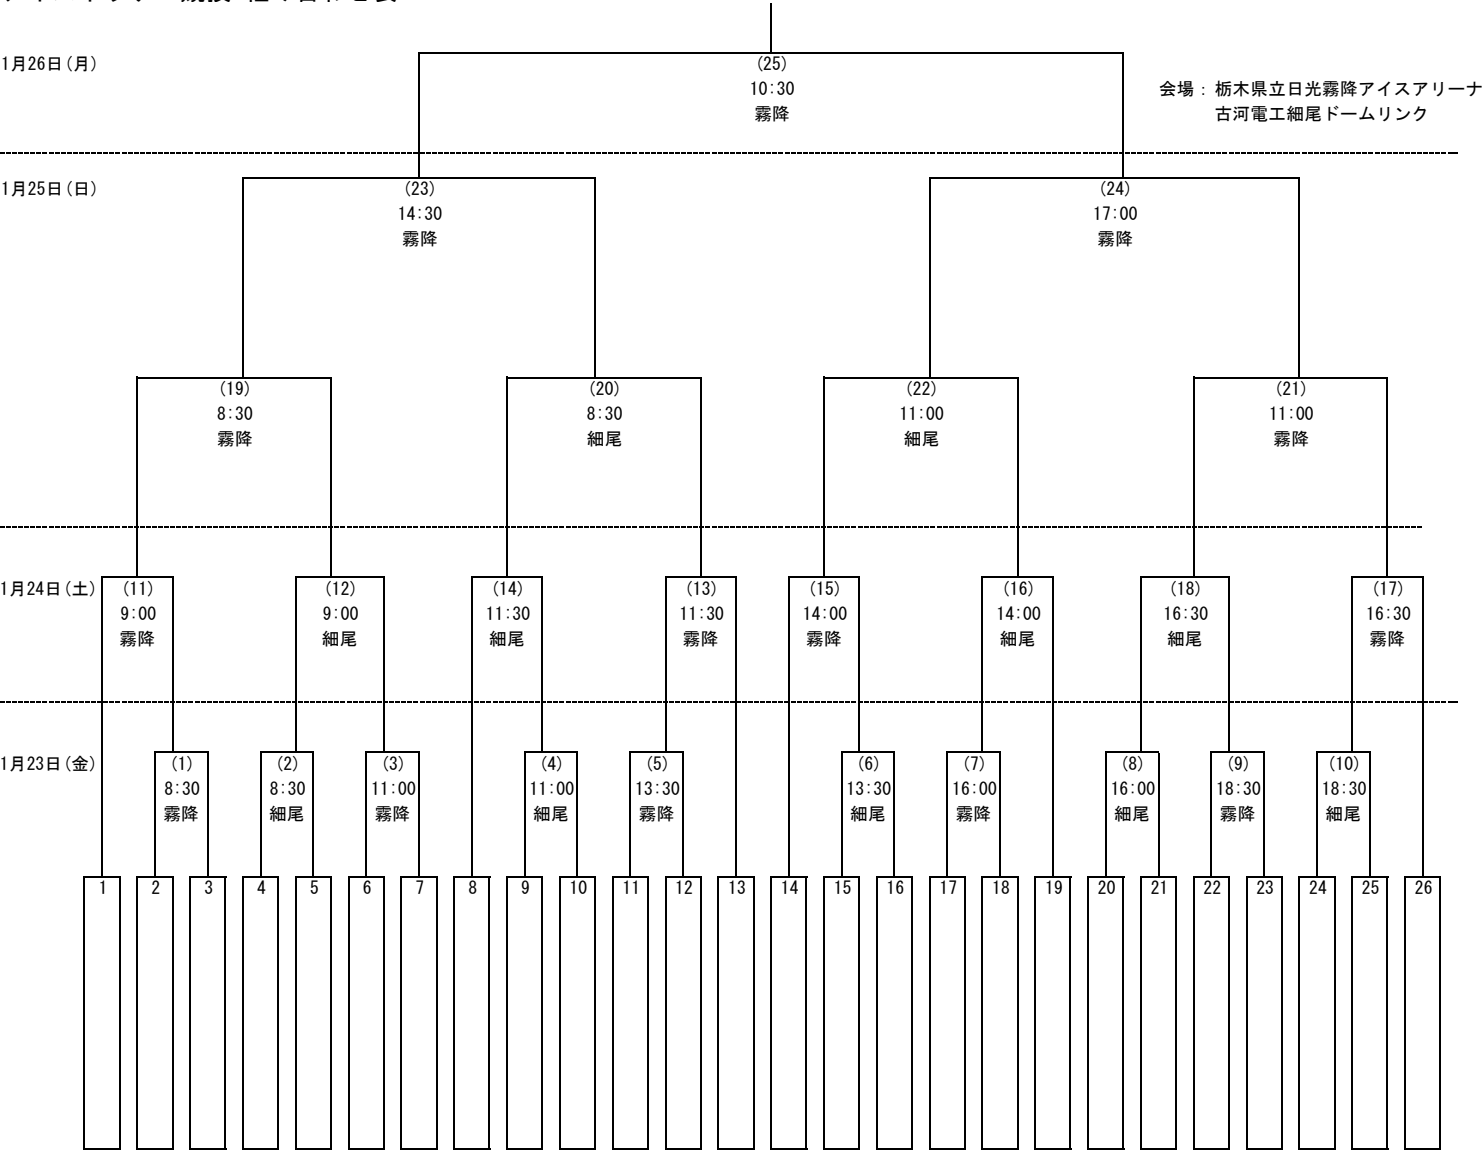 1月26日(月)
(25)
10:30
霧降
会場：栃木県立日光霧降アイスアリーナ
古河電工細尾ドームリンク
1月25日(日)
(23)
14:30
霧降
(24)
17:00
霧降
(19)
8:30
霧降
(20)
8:30
細尾
(22)
11:00
細尾
(21)
11:00
霧降
1月24日(土)
(11)
9:00
霧降
(12)
9:00
細尾
(14)
11:30
細尾
(13)
11:30
霧降
(15)
14:00
霧降
(16)
14:00
細尾
(18)
16:30
細尾
(17)
16:30
霧降
1月23日(金)
(1)
8:30
霧降
(2)
8:30
細尾
(3)
11:00
霧降
(4)
11:00
細尾
(5)
13:30
霧降
(6)
13:30
細尾
(7)
16:00
霧降
(8)
16:00
細尾
(9)
18:30
霧降
(10)
18:30
細尾
1 2 3 4 5 6 7 8 9 10 11 12 13 14 15 16 17 18 19 20 21 22 23 24 25 26